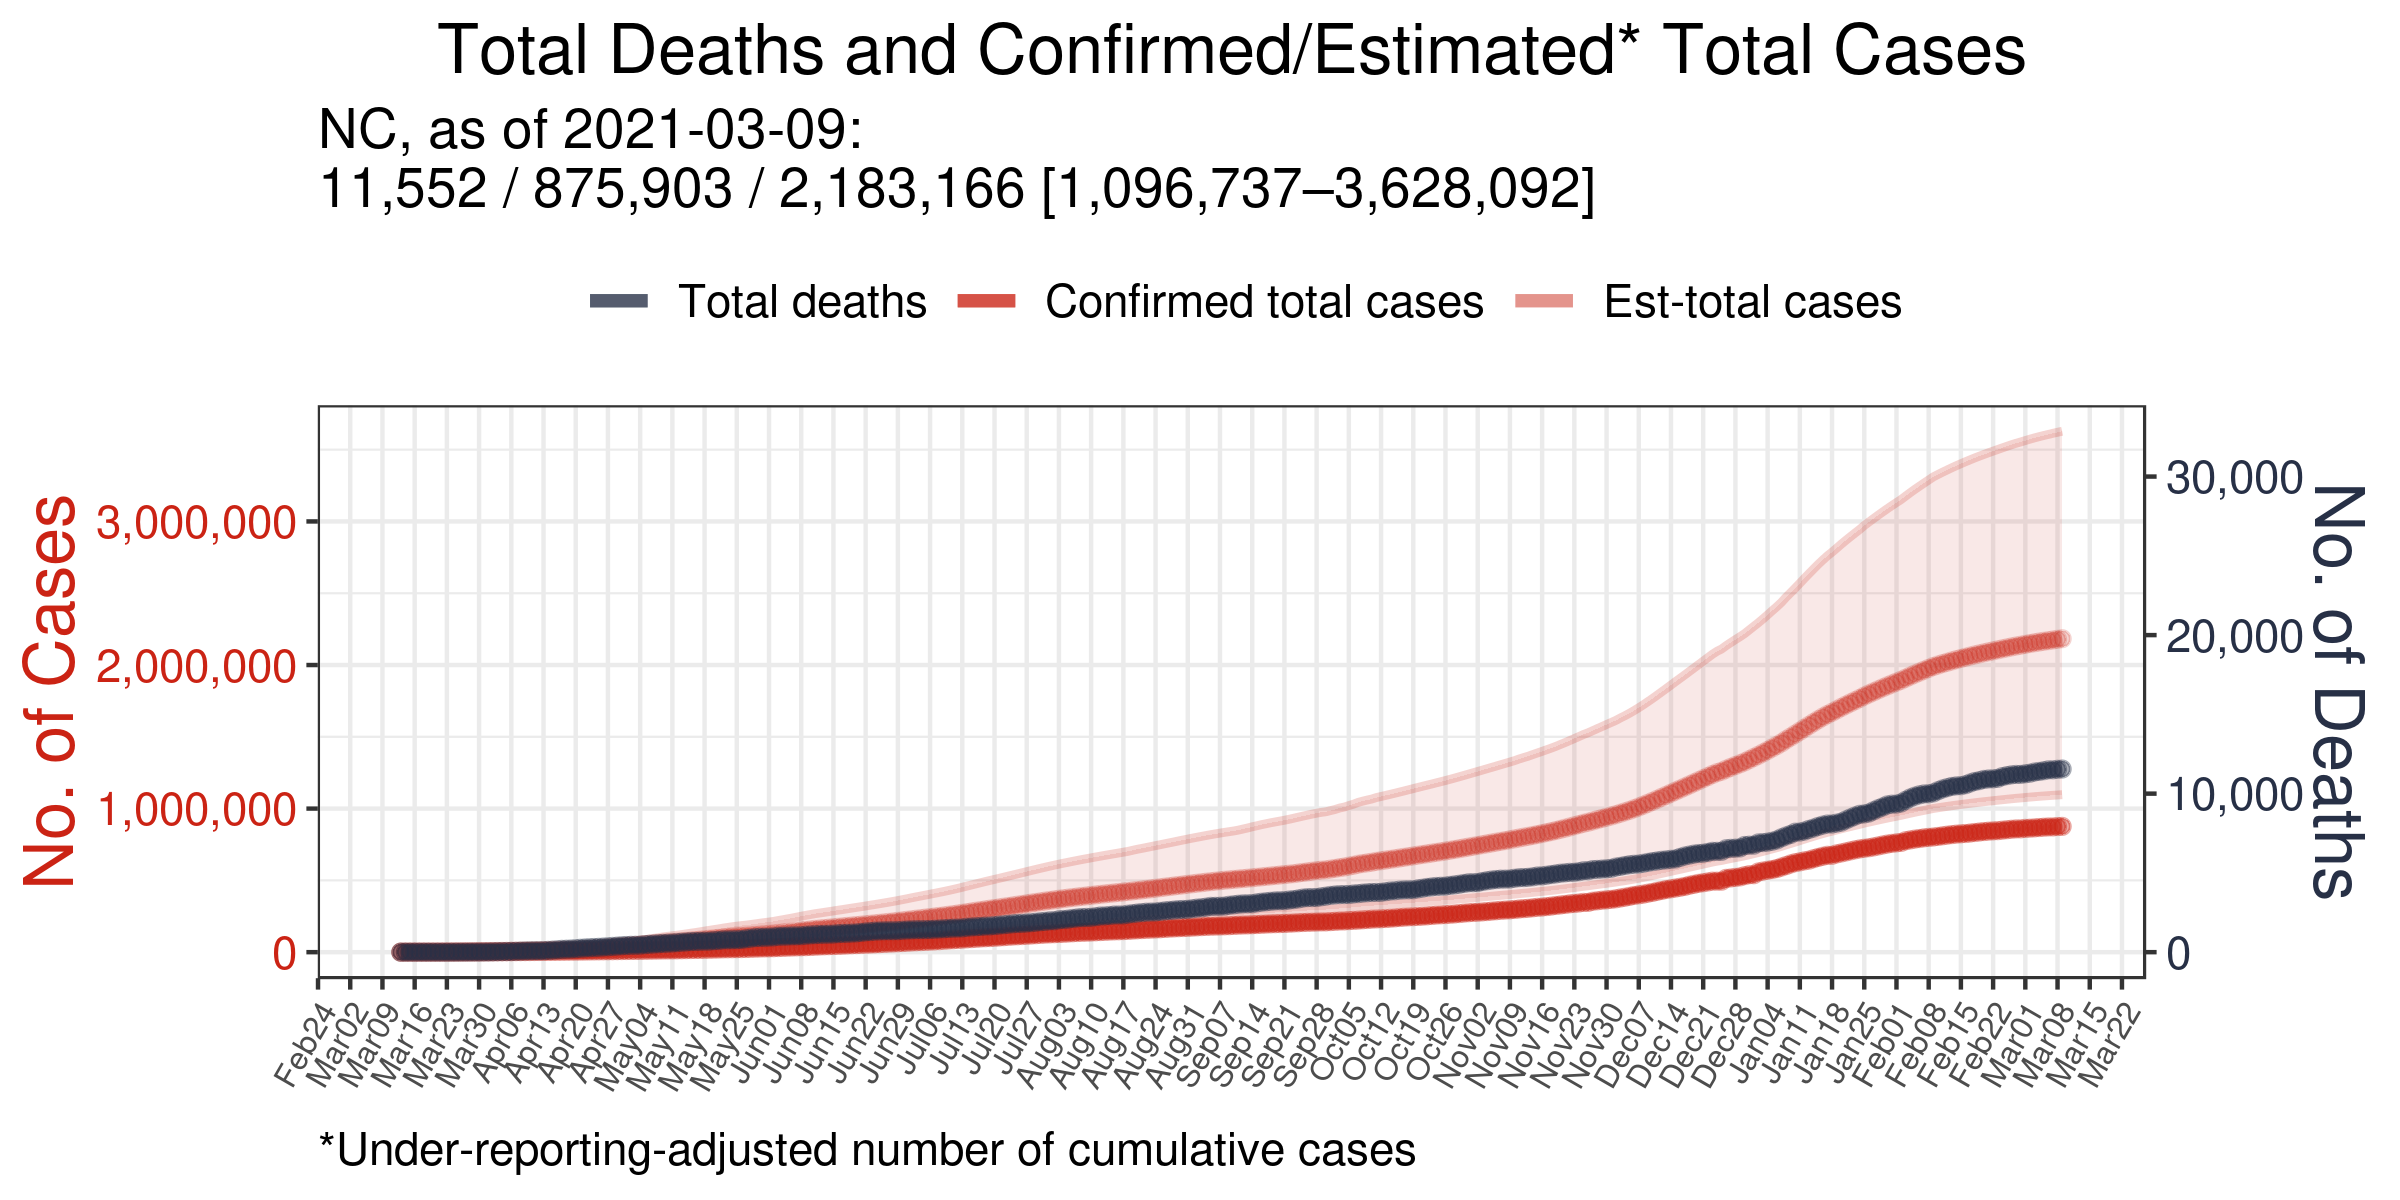 Total Deaths and Confirmed/Estimated* Total Cases
NC, as of 2021-03-09:
11,552 / 875,903 / 2,183,166 [1,096,737–3,628,092]
Total deaths
Confirmed total cases
Est-total cases
No. of Cases
3,000,000
2,000,000
1,000,000
0
30,000
20,000
10,000
0
No. of Deaths
Feb24
Mar02
Mar09
Mar16
Mar23
Mar30
Apr06
Apr13
Apr20
Apr27
May04
May11
May18
May25
Jun01
Jun08
Jun15
Jun22
Jun29
Jul06
Jul13
Jul20
Jul27
Aug03
Aug10
Aug17
Aug24
Aug31
Sep07
Sep14
Sep21
Sep28
Oct05
Oct12
Oct19
Oct26
Nov02
Nov09
Nov16
Nov23
Nov30
Dec07
Dec14
Dec21
Dec28
Jan04
Jan11
Jan18
Jan25
Feb01
Feb08
Feb15
Feb22
Mar01
Mar08
Mar15
Mar22
*Under-reporting-adjusted number of cumulative cases